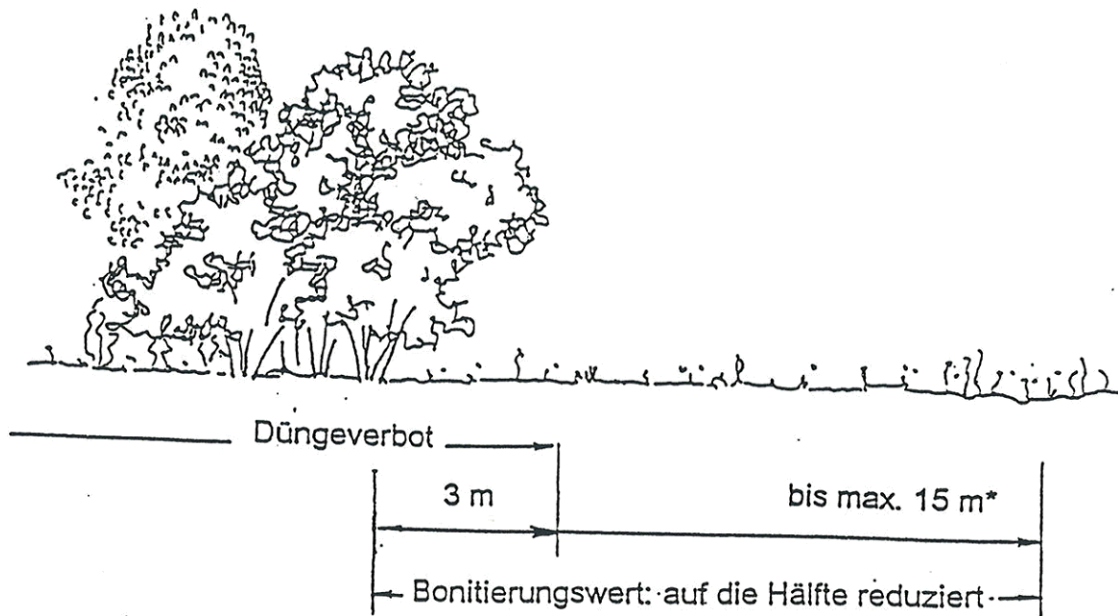 Düngeverbot
3 m
bis max. 15 m*
Bonitierungswert: auf die Hälfte reduziert